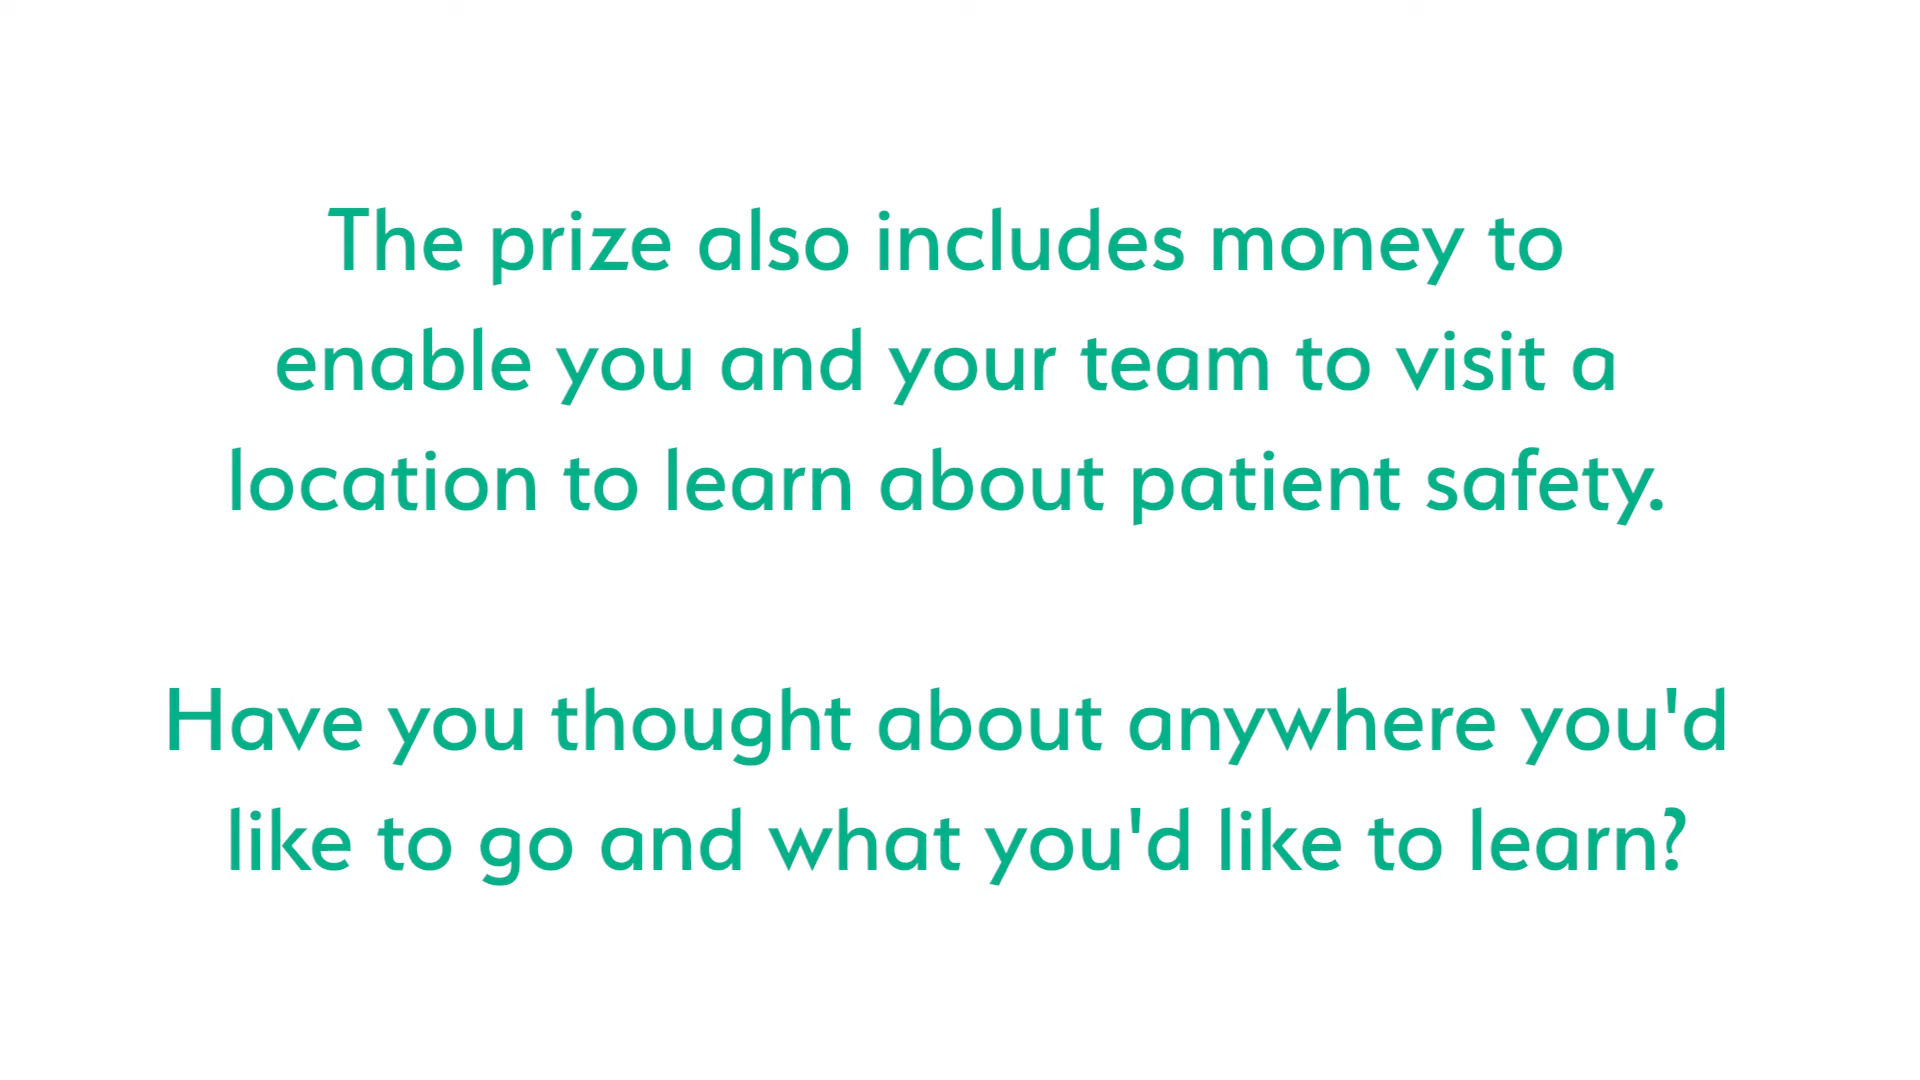 The prize also includes money to
enable you and your team to visit a
location to learn about patient safety.
Have you thought about anywhere you'd
like to go and what you'd like to learn?